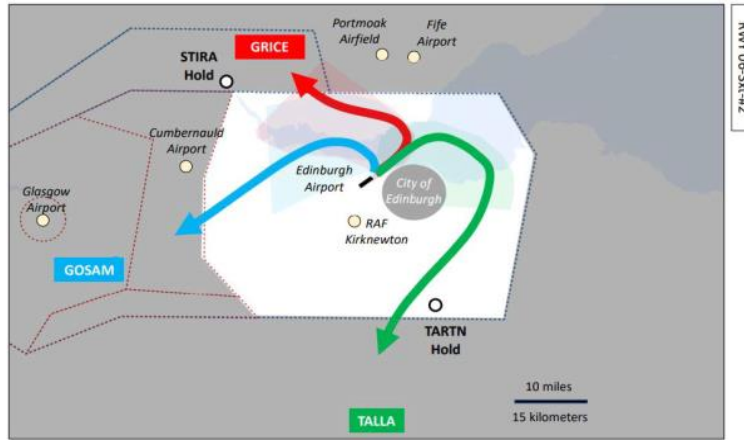 Portmoak
Airfield
Fife
Airport
GRICE
STIRA
Hold
Cumbernauld
Airport
Edinburgh
Airport
City of
Edinburgh
Glasgow
Airport
RAF
Kirknewton
GOSAM
TARTN
Hold
10 miles
15 kilometers
TALLA